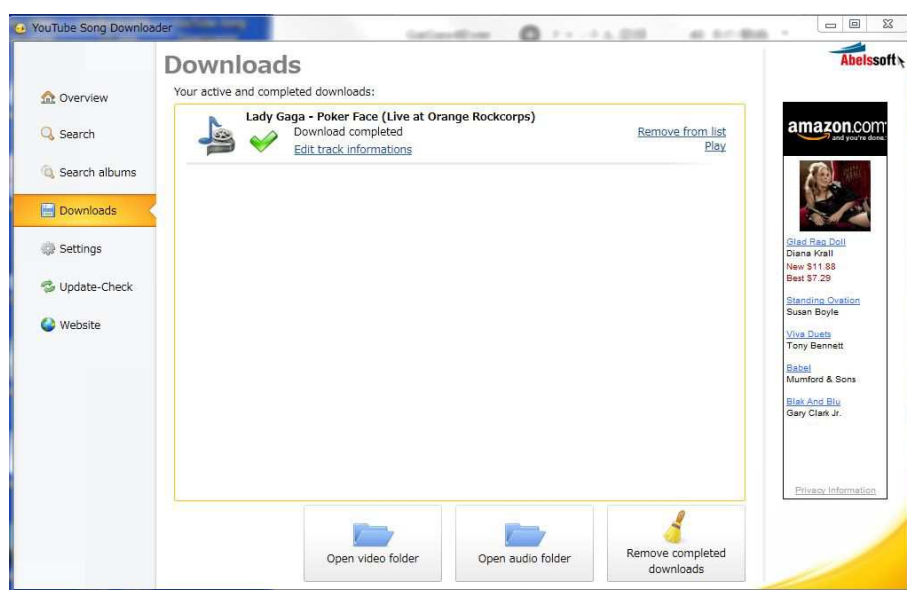 YouTube Song Downloader
Abelssoft
Downloads
Your active and completed downloads:
Overview
Search
Search albums
Downloads
Settings
Update-Check
Website
Lady Gaga - Poker Face (Live at Orange Rockcorps)
Download completed
Edit track informations
Remove from list
Play
amazon.com
and you're done.
Glad Rag Doll
Diana Krall
New $11.88
Best $7.29
Standing Ovation
Susan Boyle
Viva Duets
Tony Bennett
Babel
Mumford & Sons
Blak And Blu
Gary Clark Jr.
Privacy Information
Open video folder
Open audio folder
Remove completed
downloads